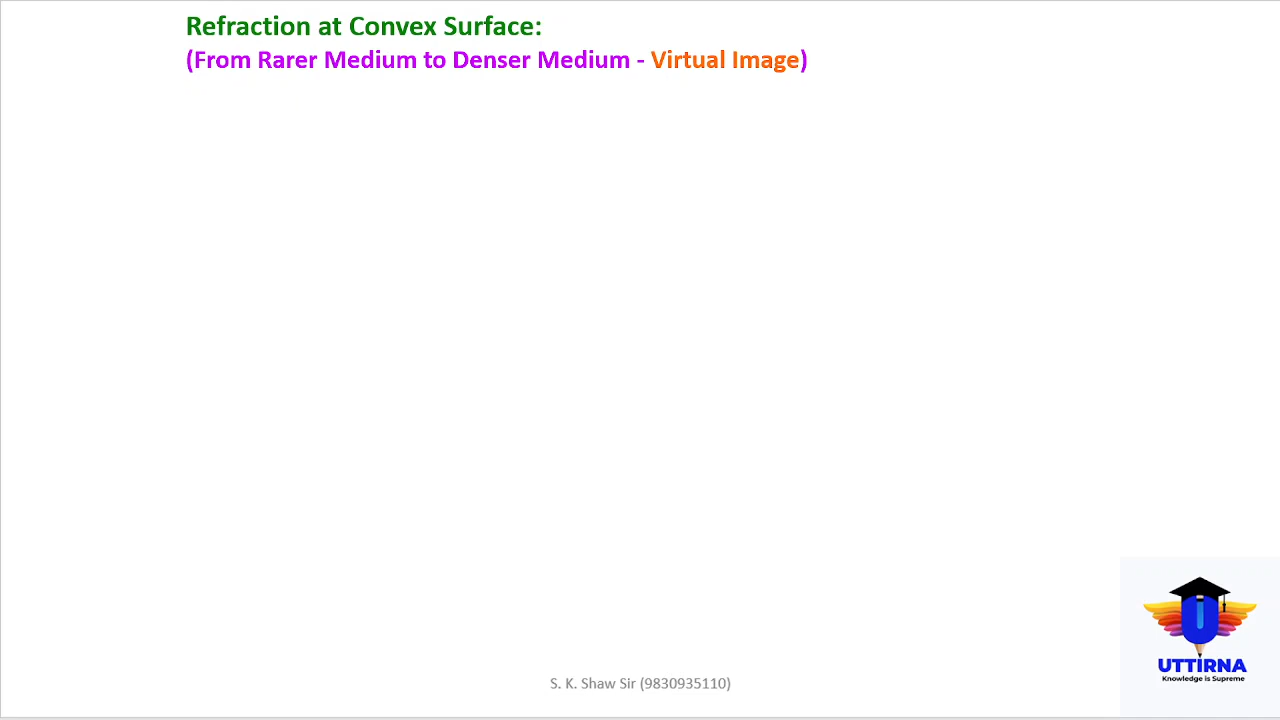 Refraction at Convex Surface:
(From Rarer Medium to Denser Medium - Virtual Image)
U
UTTIRNA
Knowledge is Supreme
S. K. Shaw Sir (9830935110)